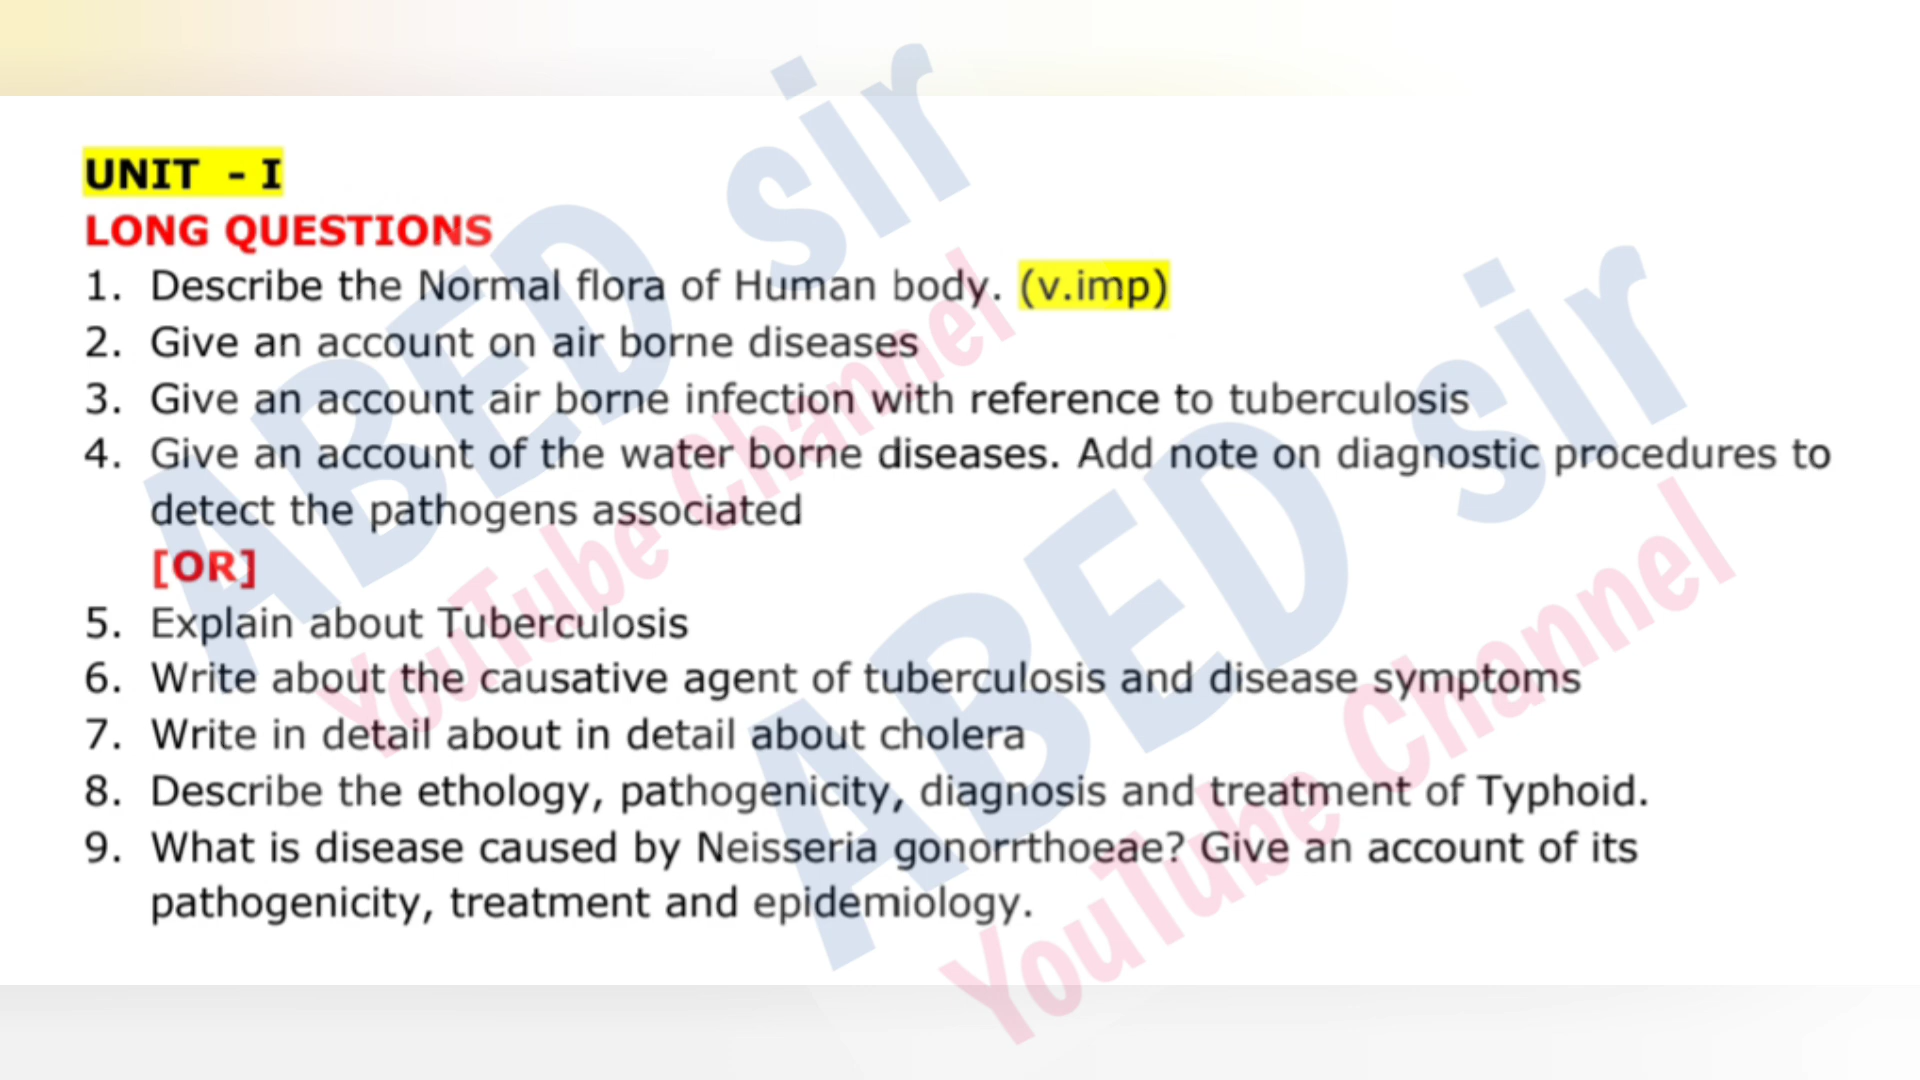 UNIT - I
LONG QUESTIONS
1. Describe the Normal flora of Human body. (v.imp)
2. Give an account on air borne diseases
3. Give an account air borne infection with reference to tuberculosis
4. Give an account of the water borne diseases. Add note on diagnostic procedures to
detect the pathogens associated
[OR]
5. Explain about Tuberculosis
6. Write about the causative agent of tuberculosis and disease symptoms
7. Write in detail about in detail about cholera
8. Describe the ethology, pathogenicity, diagnosis and treatment of Typhoid.
9. What is disease caused by Neisseria gonorrthoeae? Give an account of its
pathogenicity, treatment and epidemiology.
ABED sir
YouTube Channel
ABED sir
YouTube Channel